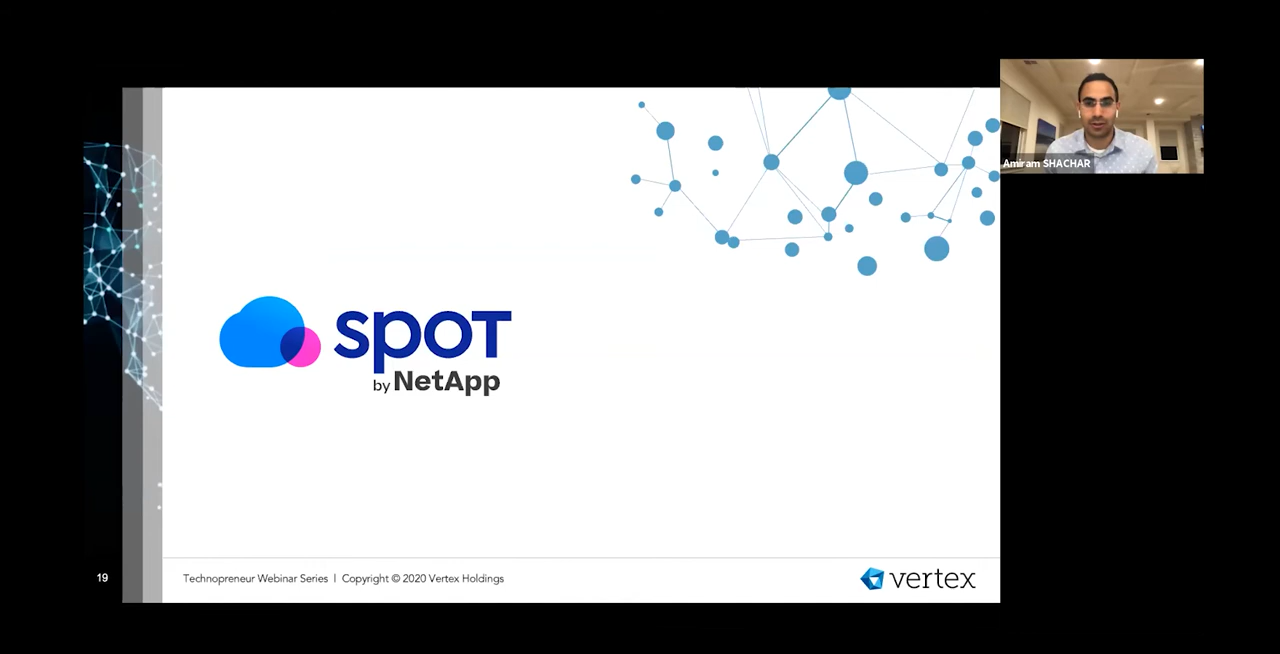 Amiram SHACHAR
spot
by NetApp
19
Technopreneur Webinar Series | Copyright © 2020 Vertex Holdings
vertex